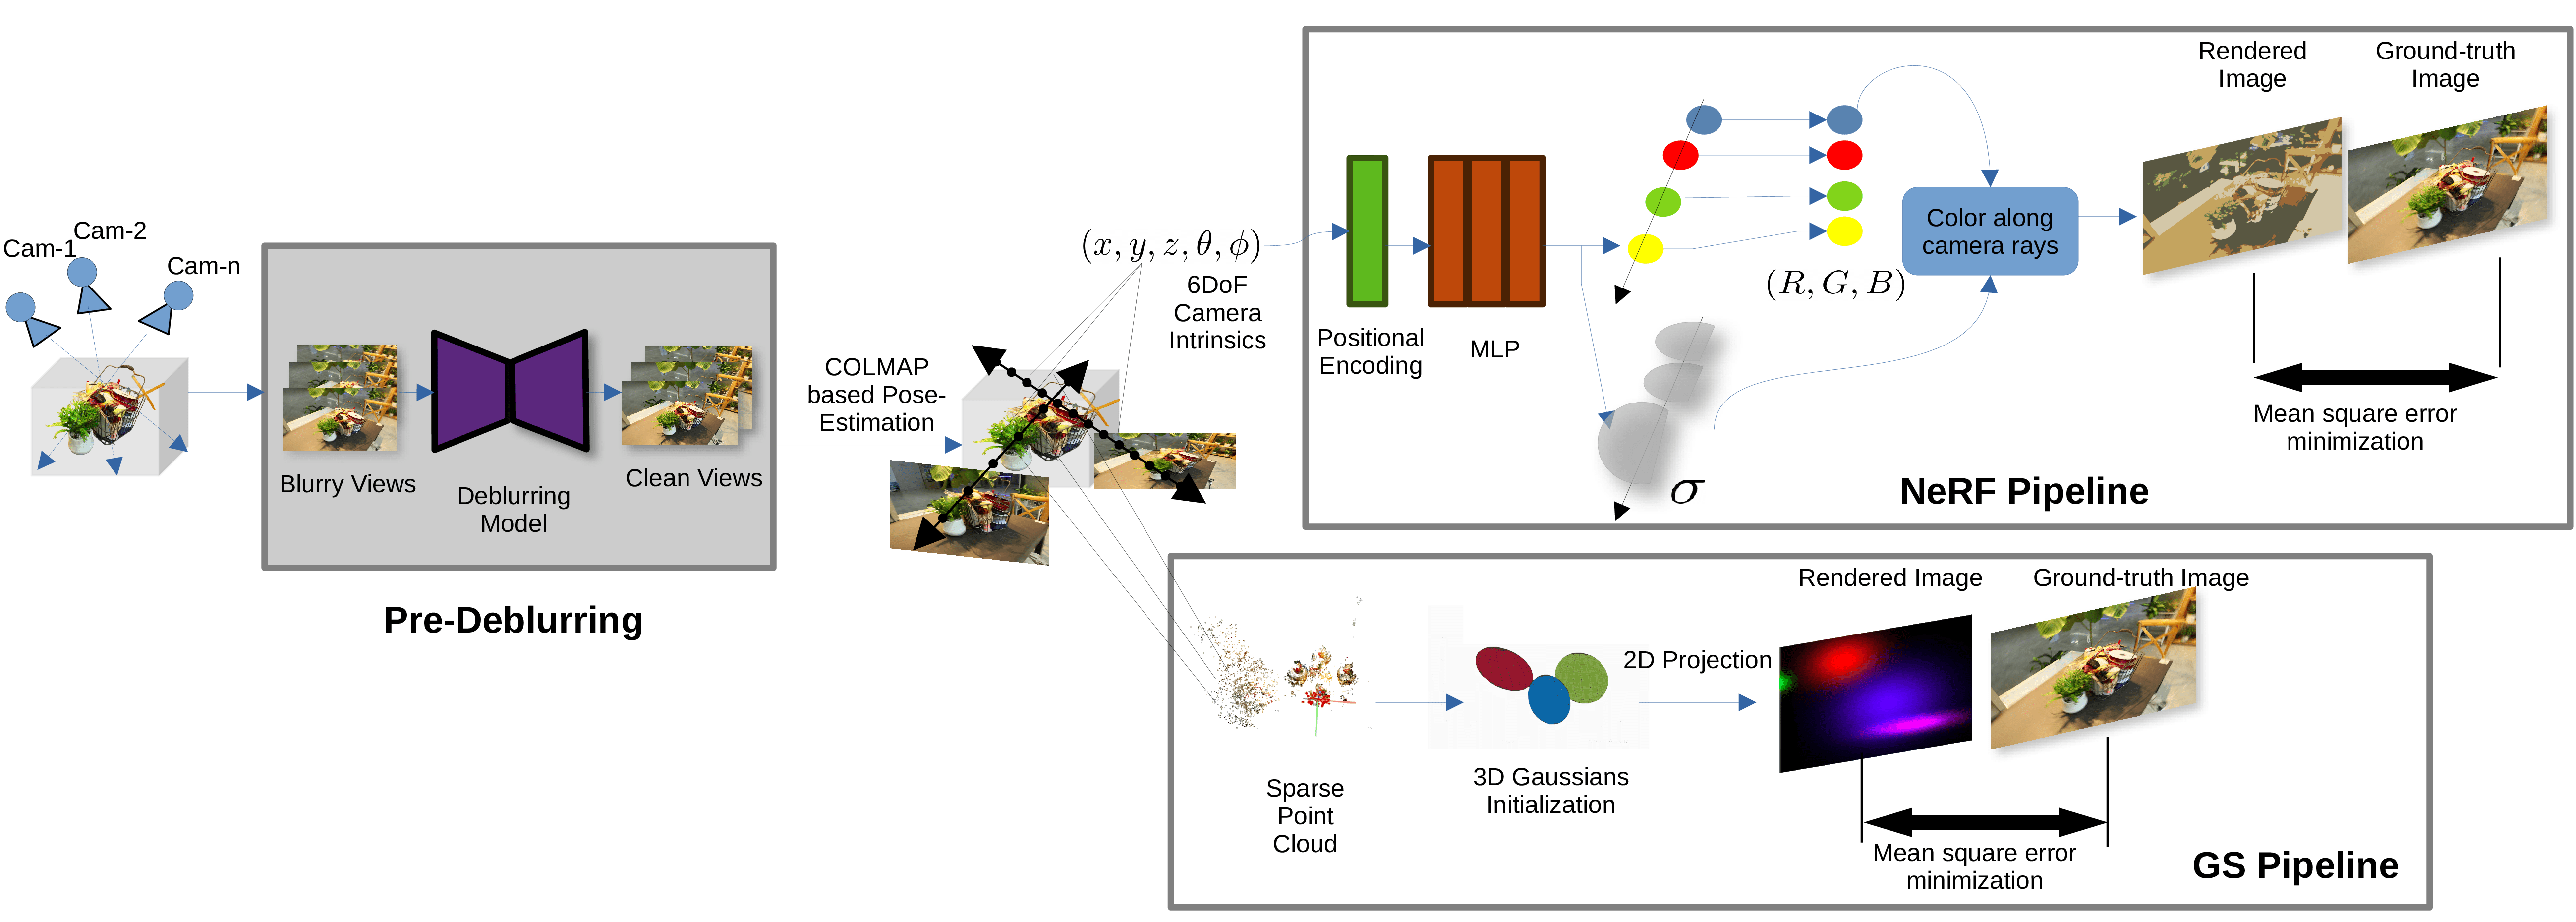 Cam-1
Cam-2
Cam-n
Blurry Views
Deblurring
Model
Clean Views
Pre-Deblurring
COLMAP
based Pose-
Estimation
(x, y, z, θ, ϕ)
6DoF
Camera
Intrinsics
Positional
Encoding
MLP
(R, G, B)
σ
Color along
camera rays
Rendered
Image
Ground-truth
Image
Mean square error
minimization
NeRF Pipeline
Sparse
Point
Cloud
3D Gaussians
Initialization
2D Projection
Rendered Image
Ground-truth Image
Mean square error
minimization
GS Pipeline